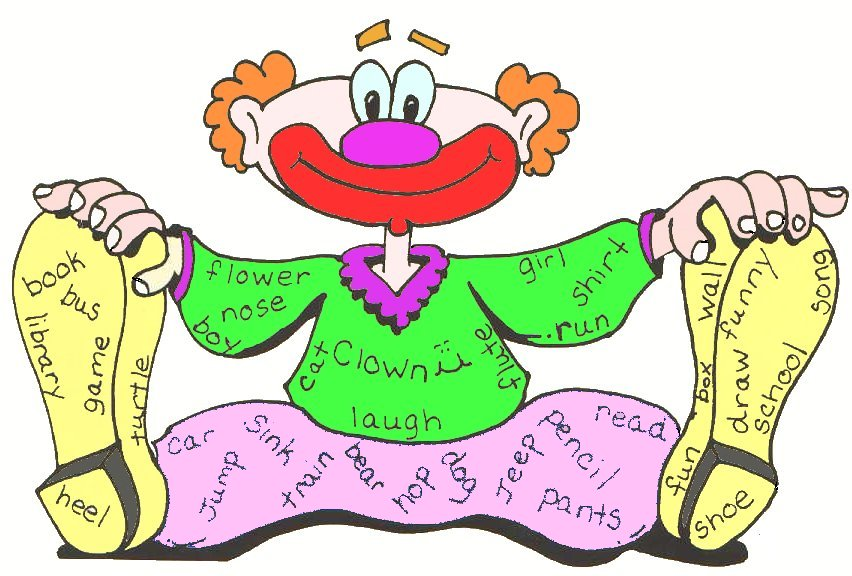 book
bus
library
game
turtle
heel
flower
nose
boy
cat
Clown
laugh
flute
girl
shirt
run
car
Jump
Sink
train
bear
hop
dog
Jeep
pencil
pants
read
wall
funny
song
box
draw
school
fun
shoe